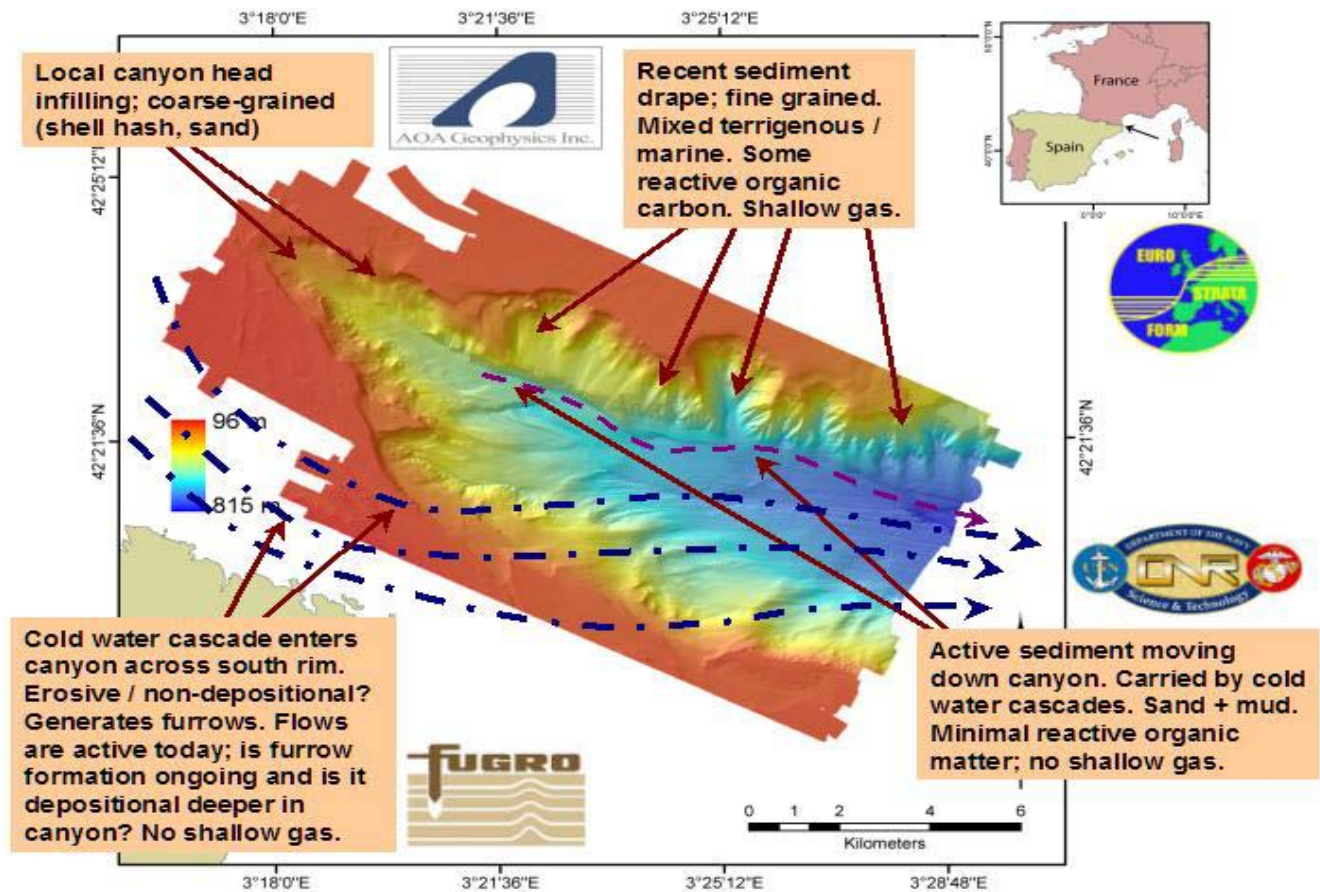 3°18'0"E
3°21'36"E
3°25'12"E
Local canyon head
infilling; coarse-grained
(shell hash, sand)
AOA Geophysics Inc.
Recent sediment
drape; fine grained.
Mixed terrigenous /
marine. Some
reactive organic
carbon. Shallow gas.
France
Spain
0°0'0"
10°0'0"E
42°25'12"N
EURO
STRATA
FORM
42°21'36"N
42°21'36"N
96 m
815 m
DEPARTMENT OF THE NAVY
ONR
Science & Technology
Cold water cascade enters
canyon across south rim.
Erosive / non-depositional?
Generates furrows. Flows
are active today; is furrow
formation ongoing and is it
depositional deeper in
canyon? No shallow gas.
FUGRO
Active sediment moving
down canyon. Carried by cold
water cascades. Sand + mud.
Minimal reactive organic
matter; no shallow gas.
0 1 2 4 6
Kilometers
3°18'0"E
3°21'36"E
3°25'12"E
3°28'48"E